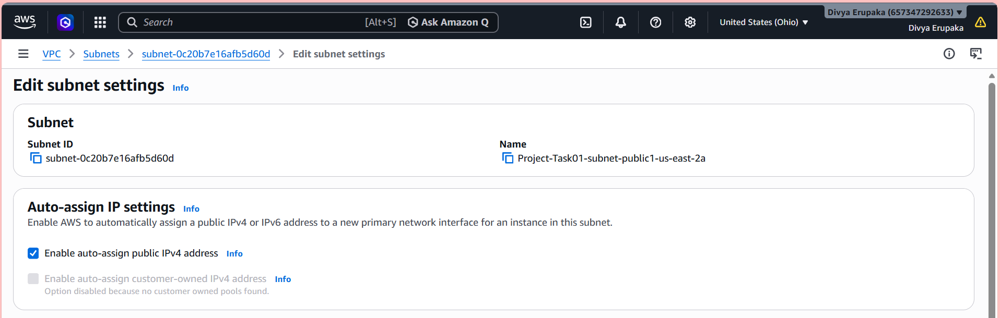 aws
Search [Alt+S] Ask Amazon Q
United States (Ohio)
Divya Erupaka (657347292633)
Divya Erupaka
VPC
Subnets
subnet-0c20b7e16afb5d60d
Edit subnet settings
Edit subnet settings Info
Subnet
Subnet ID
subnet-0c20b7e16afb5d60d
Name
Project-Task01-subnet-public1-us-east-2a
Auto-assign IP settings Info
Enable AWS to automatically assign a public IPv4 or IPv6 address to a new primary network interface for an instance in this subnet.
Enable auto-assign public IPv4 address Info
Enable auto-assign customer-owned IPv4 address Info
Option disabled because no customer owned pools found.